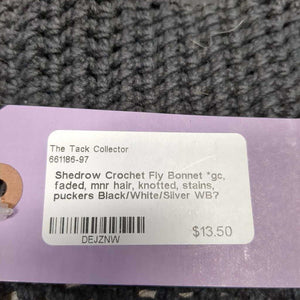 The Tack Collector
661186-97
Shedrow Crochet Fly Bonnet *gc,
faded, mnr hair, knotted, stains,
puckers Black/White/Silver WB?
DEJZNW
$13.50